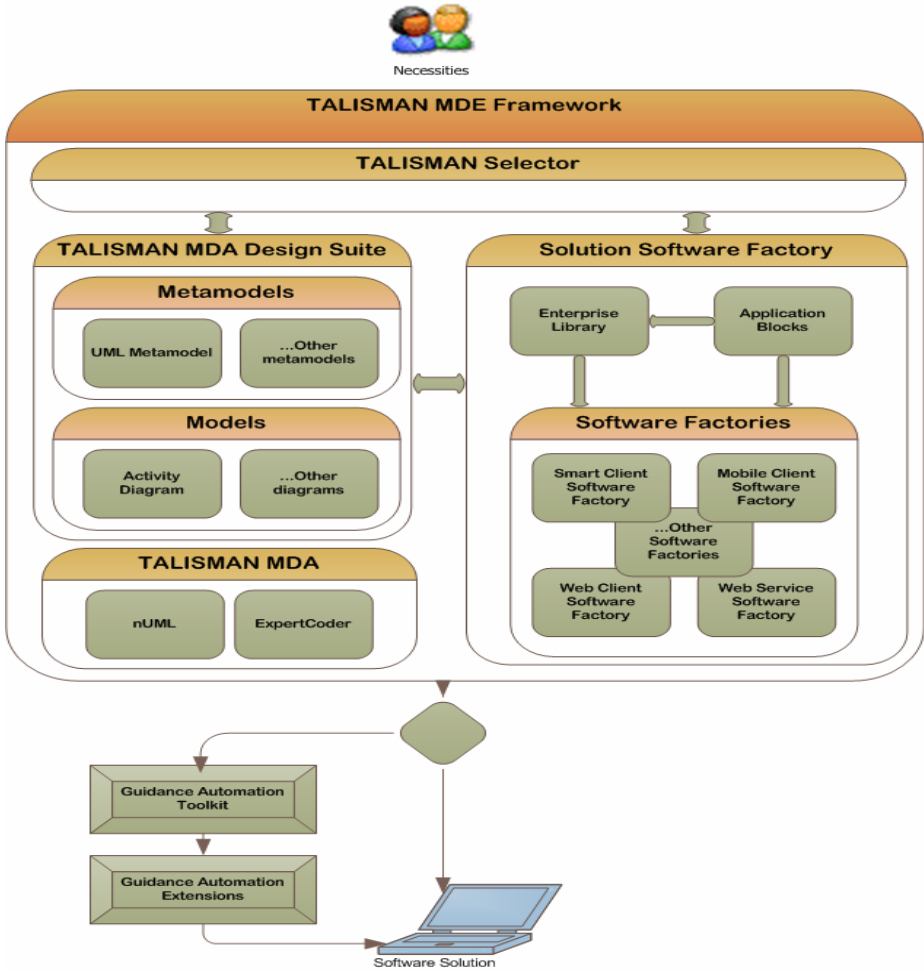 Necessities
TALISMAN MDE Framework
TALISMAN Selector
TALISMAN MDA Design Suite
Metamodels
UML Metamodel
...Other
metamodels
Models
Activity
Diagram
...Other
diagrams
TALISMAN MDA
nUML
ExpertCoder
Solution Software Factory
Enterprise
Library
Application
Blocks
Software Factories
Smart Client
Software
Factory
Mobile Client
Software
Factory
...Other
Software
Factories
Web Client
Software
Factory
Web Service
Software
Factory
Guidance Automation
Toolkit
Guidance Automation
Extensions
Software Solution